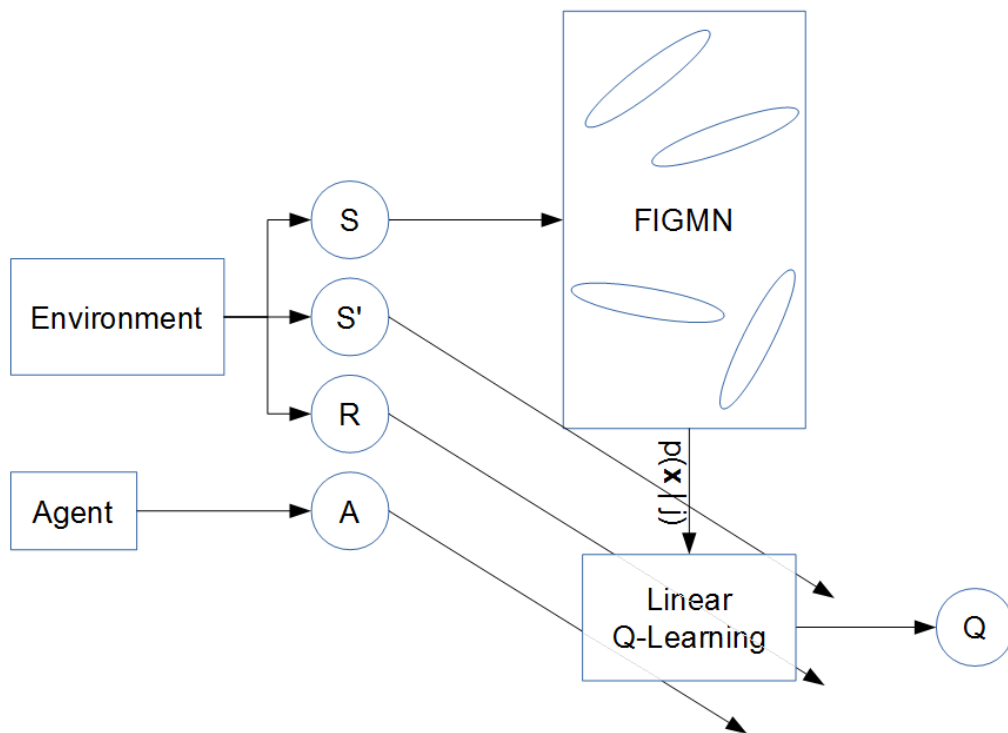 S
FIGMN
Environment
S'
R
p(x | j)
Agent
A
Linear
Q-Learning
Q